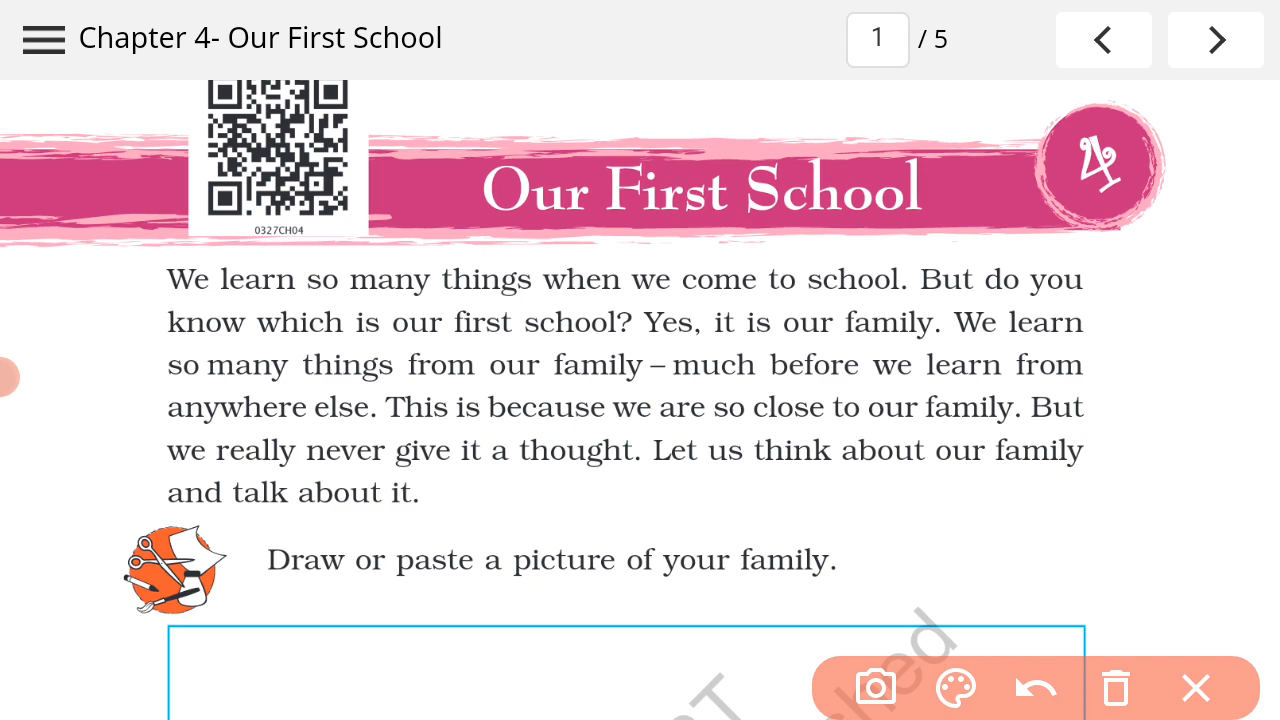 Chapter 4- Our First School
1 / 5
0327CH04
Our First School
4
We learn so many things when we come to school. But do you
know which is our first school? Yes, it is our family. We learn
so many things from our family – much before we learn from
anywhere else. This is because we are so close to our family. But
we really never give it a thought. Let us think about our family
and talk about it.
Draw or paste a picture of your family.